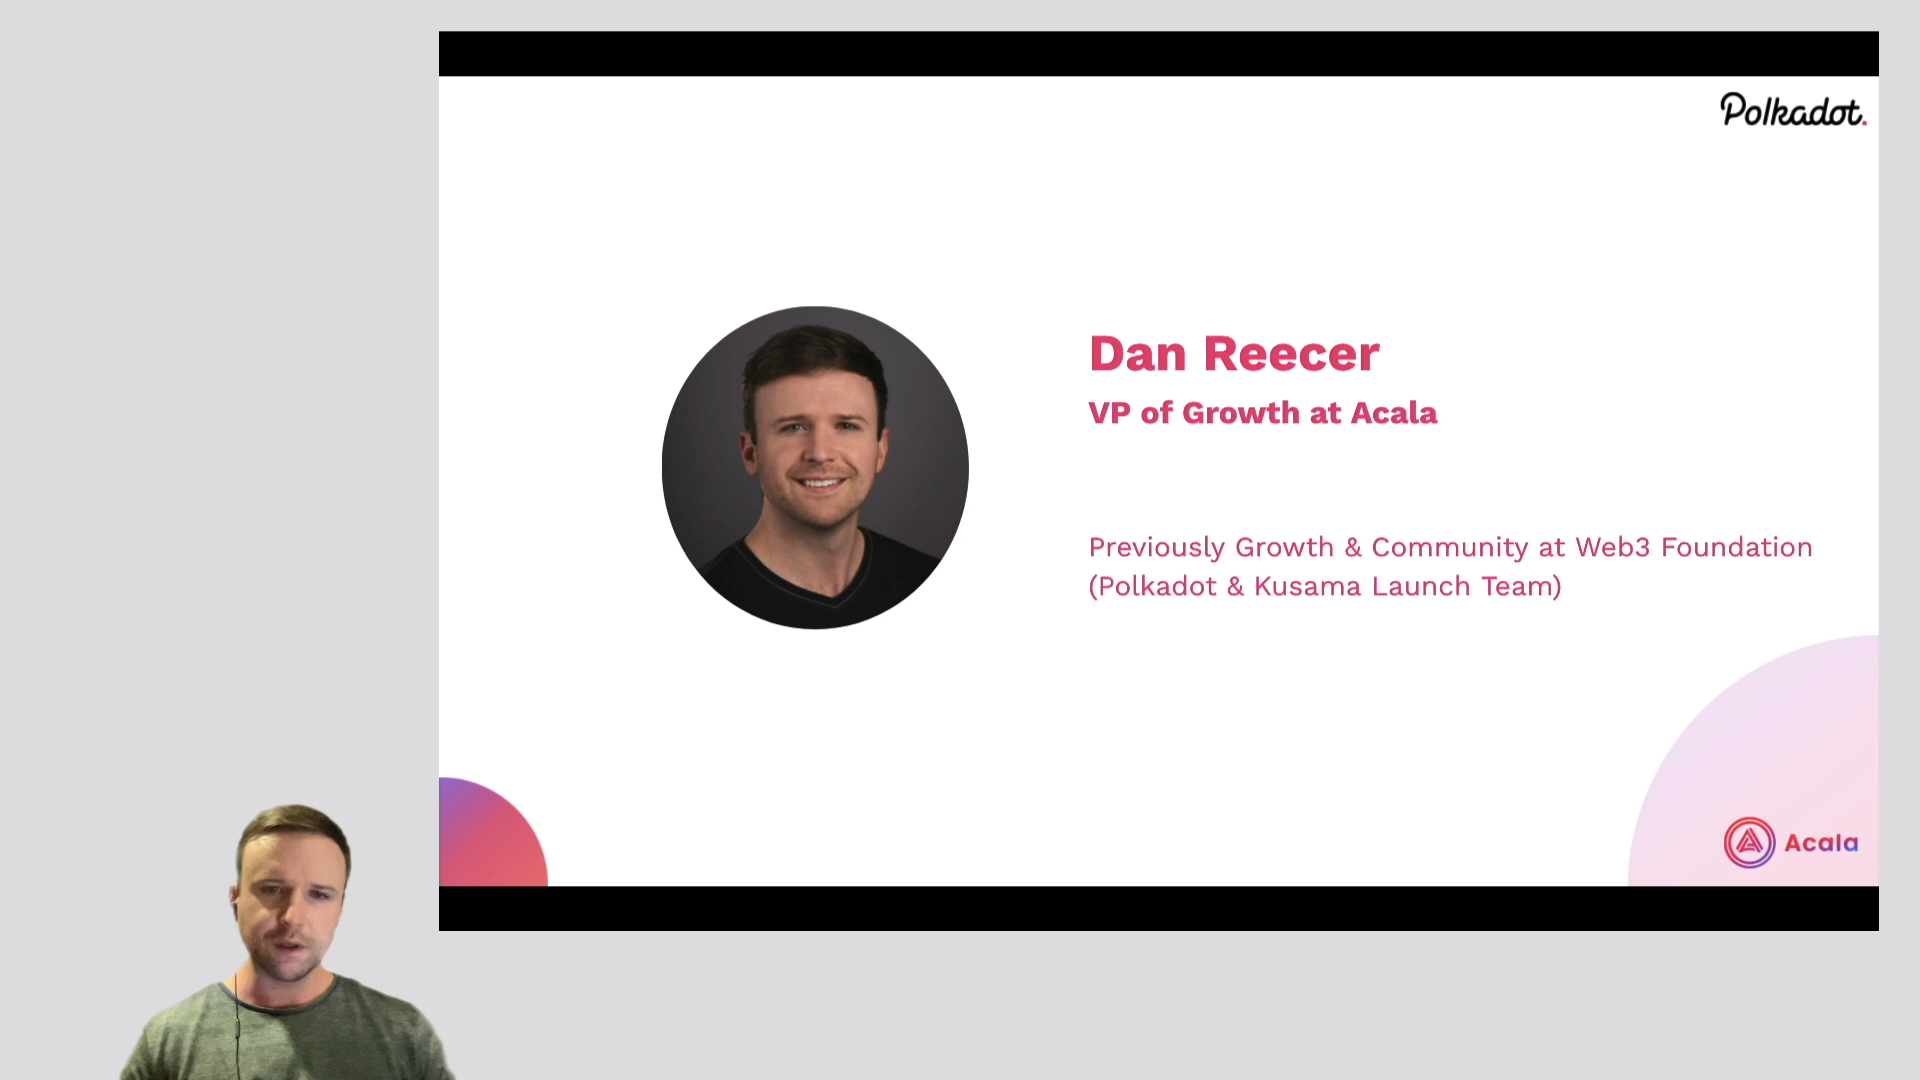 Polkadot.
Dan Reecer
VP of Growth at Acala
Previously Growth & Community at Web3 Foundation
(Polkadot & Kusama Launch Team)
Acala